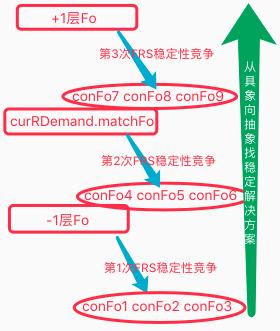 +1层Fo
第3次FRS稳定性竞争
conFo7 conFo8 conFo9
curRDemand.matchFo
第2次FRS稳定性竞争
conFo4 conFo5 conFo6
-1层Fo
第1次FRS稳定性竞争
conFo1 conFo2 conFo3
从具象向抽象找稳定解决方案